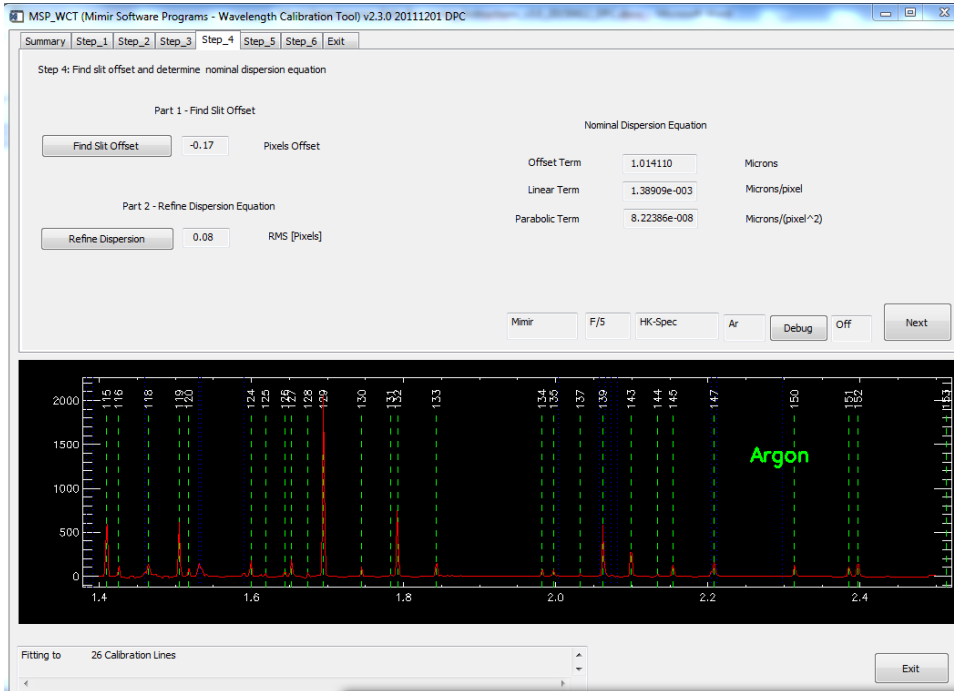 MSP_WCT (Mimir Software Programs - Wavelength Calibration Tool) v2.3.0 20111201 DPC
Summary Step_1 Step_2 Step_3 Step_4 Step_5 Step_6 Exit
Step 4: Find slit offset and determine nominal dispersion equation
Part 1 - Find Slit Offset
Find Slit Offset -0.17 Pixels Offset
Part 2 - Refine Dispersion Equation
Refine Dispersion 0.08 RMS [Pixels]
Nominal Dispersion Equation
Offset Term 1.014110 Microns
Linear Term 1.38909e-003 Microns/pixel
Parabolic Term 8.22386e-008 Microns/(pixel^2)
Mimir F/5 HK-Spec Ar Debug Off Next
115 116 118 119 120 124 125 126 127 128 129 130 131 132 133 134 135 137 139 143 144 145 147 150 151 152 153
2000
1500
1000
500
0
Argon
1.4 1.6 1.8 2.0 2.2 2.4
Fitting to 26 Calibration Lines
Exit